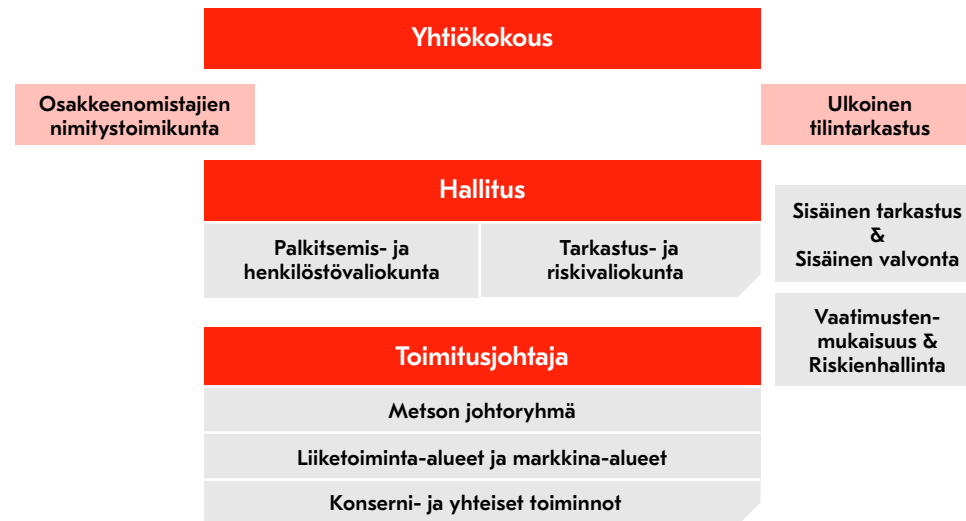 Yhtiökokous
Osakkeenomistajien
nimitystoimikunta
Ulkoinen
tilintarkastus
Hallitus
Palkitsemis- ja
henkilöstövaliokunta
Tarkastus- ja
riskivaliokunta
Sisäinen tarkastus
&
Sisäinen valvonta
Vaatimusten-
mukaisuus &
Riskienhallinta
Toimitusjohtaja
Metson johtoryhmä
Liiketoiminta-alueet ja markkina-alueet
Konserni- ja yhteiset toiminnot